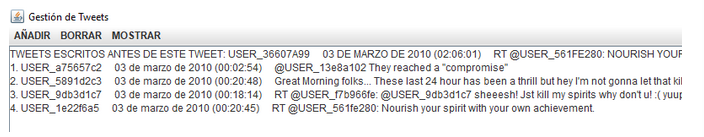 Gestión de Tweets
AÑADIR BORRAR MOSTRAR
TWEETS ESCRITOS ANTES DE ESTE TWEET: USER_36607A99 03 DE MARZO DE 2010 (02:06:01) RT @USER_561FE280: NOURISH YOUR
1. USER_a75657c2 03 de marzo de 2010 (00:02:54) @USER_13e8a102 They reached a "compromise"
2. USER_5891d2c3 03 de marzo de 2010 (00:20:48) Great Morning folks... These last 24 hour has been a thrill but hey I'm not gonna let that kil
3. USER_9db3d1c7 03 de marzo de 2010 (00:18:14) RT @USER_f7b966fe: @USER_9db3d1c7 sheeesh! Jst kill my spirits why don't u! :( yuup
4. USER_1e22f6a5 03 de marzo de 2010 (00:20:45) RT @USER_561fe280: Nourish your spirit with your own achievement.